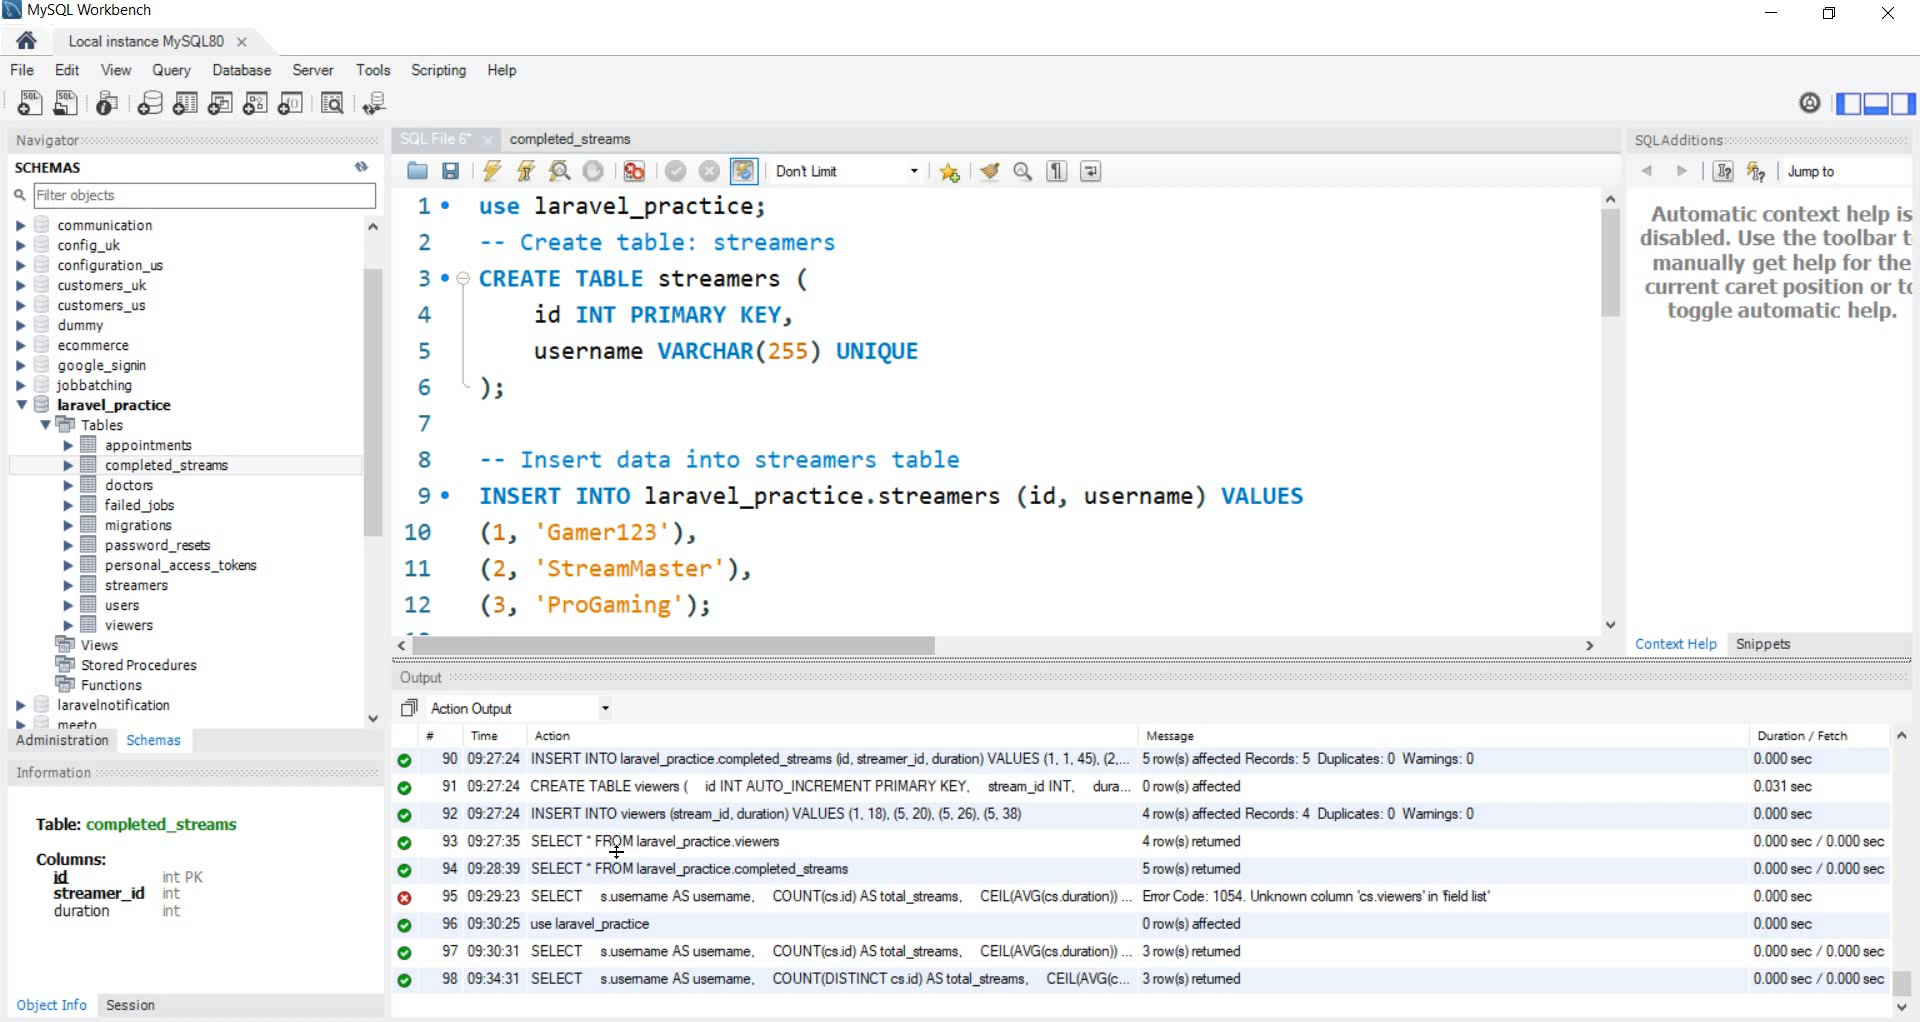 MySQL Workbench
Local instance MySQL80
File Edit View Query Database Server Tools Scripting Help
Navigator
SCHEMAS
Filter objects
communication
config_uk
configuration_us
customers_uk
customers_us
dummy
ecommerce
google_signin
jobbatching
laravel_practice
Tables
appointments
completed_streams
doctors
failed_jobs
migrations
password_resets
personal_access_tokens
streamers
users
viewers
Views
Stored Procedures
Functions
laravelnotification
meeto
Administration Schemas
Information
Table: completed_streams
Columns:
id int PK
streamer_id int
duration int
Object Info Session
SQL File 6* completed_streams
Don't Limit
1 use laravel_practice;
2 -- Create table: streamers
3 CREATE TABLE streamers (
4 id INT PRIMARY KEY,
5 username VARCHAR(255) UNIQUE
6 );
7
8 -- Insert data into streamers table
9 INSERT INTO laravel_practice.streamers (id, username) VALUES
10 (1, 'Gamer123'),
11 (2, 'StreamMaster'),
12 (3, 'ProGaming');
SQLAdditions
Jump to
Automatic context help is
disabled. Use the toolbar t
manually get help for the
current caret position or to
toggle automatic help.
Context Help Snippets
Output
Action Output
# Time Action Message Duration / Fetch
90 09:27:24 INSERT INTO laravel_practice.completed_streams (id, streamer_id, duration) VALUES (1, 1, 45), (2,... 5 row(s) affected Records: 5 Duplicates: 0 Warnings: 0 0.000 sec
91 09:27:24 CREATE TABLE viewers ( id INT AUTO_INCREMENT PRIMARY KEY, stream_id INT, dura... 0 row(s) affected 0.031 sec
92 09:27:24 INSERT INTO viewers (stream_id, duration) VALUES (1, 18), (5, 20), (5, 26), (5, 38) 4 row(s) affected Records: 4 Duplicates: 0 Warnings: 0 0.000 sec
93 09:27:35 SELECT * FROM laravel_practice.viewers 4 row(s) returned 0.000 sec / 0.000 sec
94 09:28:39 SELECT * FROM laravel_practice.completed_streams 5 row(s) returned 0.000 sec / 0.000 sec
95 09:29:23 SELECT s.username AS username, COUNT(cs.id) AS total_streams, CEIL(AVG(cs.duration)) ... Error Code: 1054. Unknown column 'cs.viewers' in 'field list' 0.000 sec
96 09:30:25 use laravel_practice 0 row(s) affected 0.000 sec
97 09:30:31 SELECT s.username AS username, COUNT(cs.id) AS total_streams, CEIL(AVG(cs.duration)) ... 3 row(s) returned 0.000 sec / 0.000 sec
98 09:34:31 SELECT s.username AS username, COUNT(DISTINCT cs.id) AS total_streams, CEIL(AVG(c... 3 row(s) returned 0.000 sec / 0.000 sec